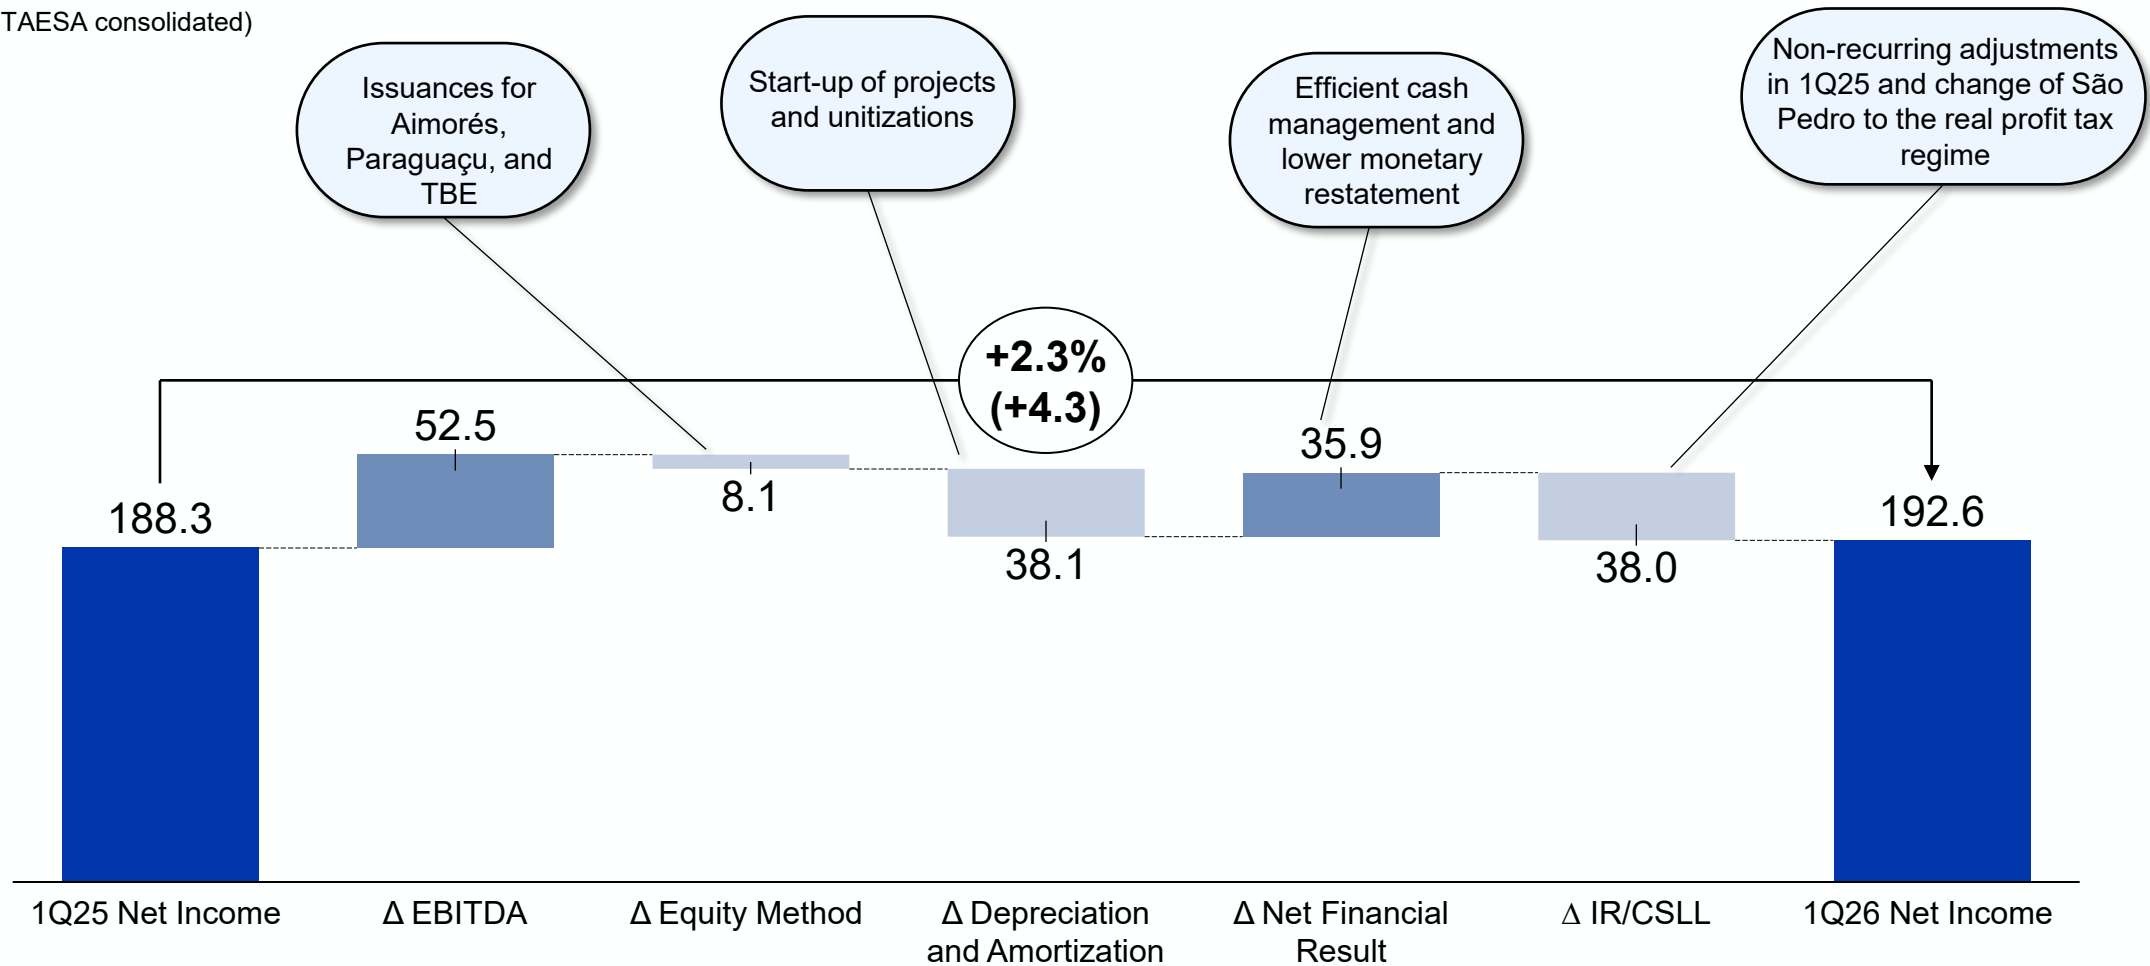 TAESA consolidated)
Issuances for
Aimorés,
Paraguaçu, and
TBE
Start-up of projects
and unitizations
Efficient cash
management and
lower monetary
restatement
Non-recurring adjustments
in 1Q25 and change of São
Pedro to the real profit tax
regime
+2.3%
(+4.3)
188.3
52.5
8.1
38.1
35.9
38.0
192.6
1Q25 Net Income
Δ EBITDA
Δ Equity Method
Δ Depreciation
and Amortization
Δ Net Financial
Result
Δ IR/CSLL
1Q26 Net Income